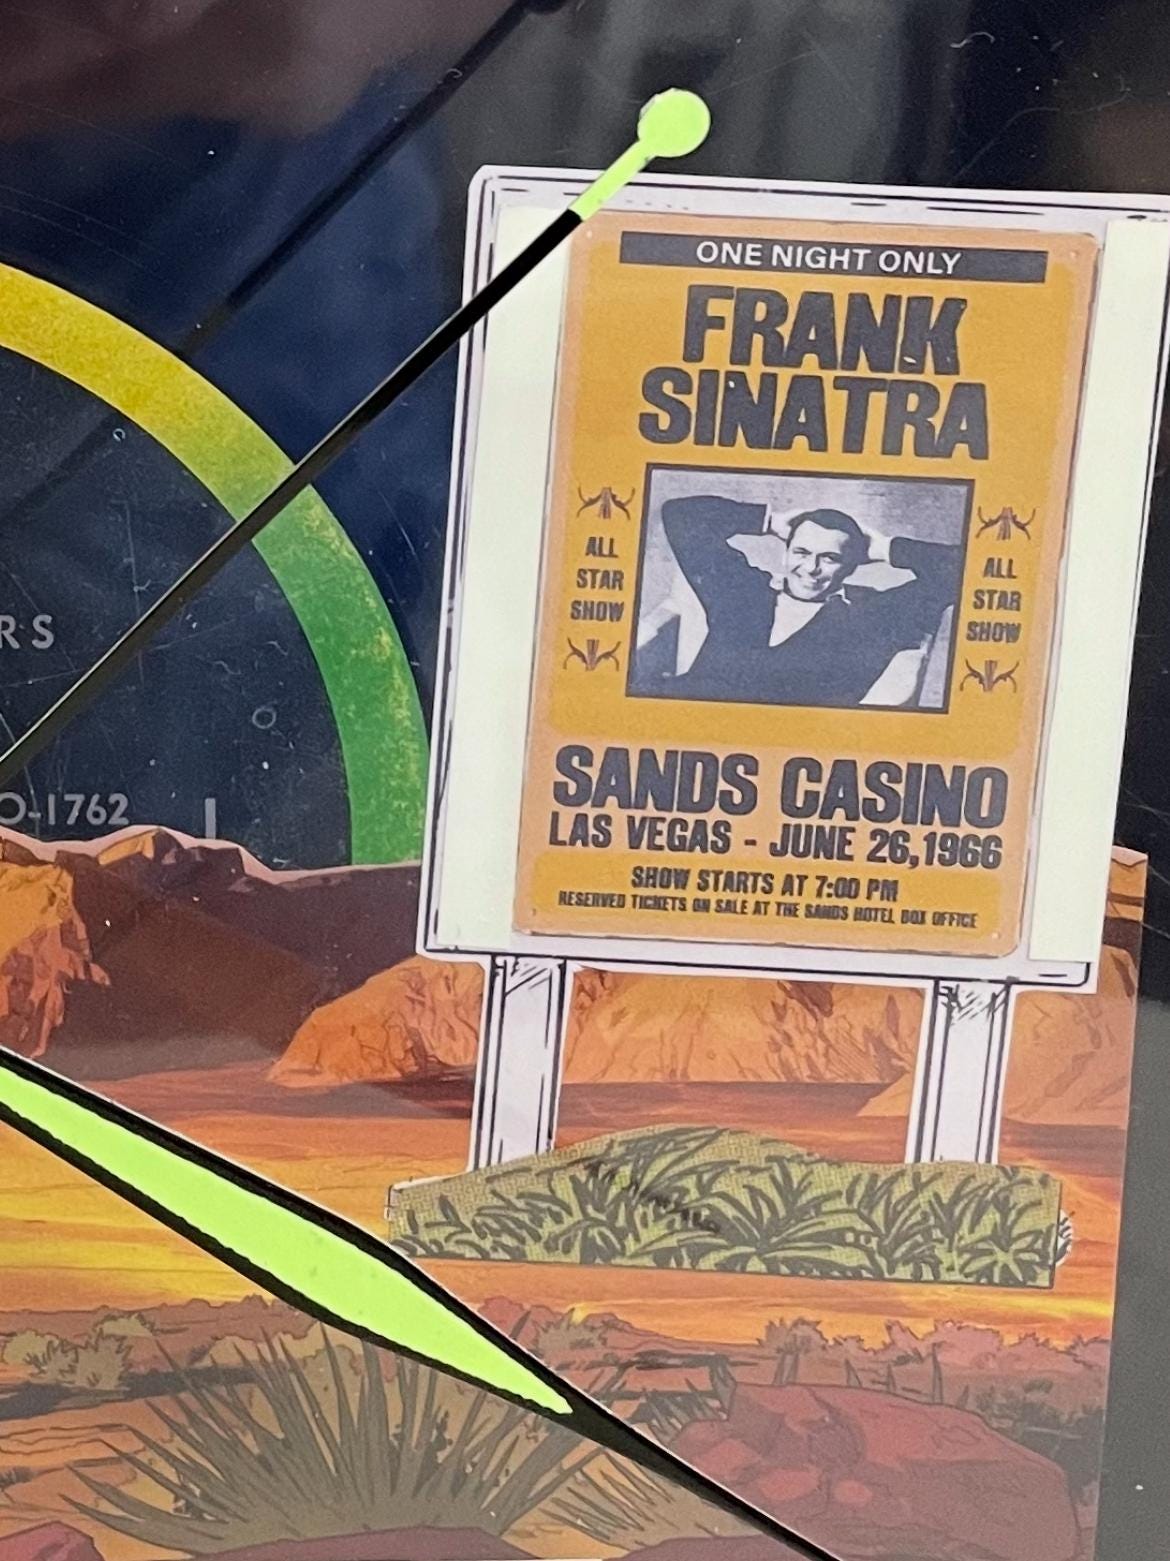 ONE NIGHT ONLY
FRANK
SINATRA
ALL
STAR
SHOW
ALL
STAR
SHOW
SANDS CASINO
LAS VEGAS - JUNE 26,1966
SHOW STARTS AT 7:00 PM
RESERVED TICKETS ON SALE AT THE SANDS HOTEL BOX OFFICE
RS
O-1762